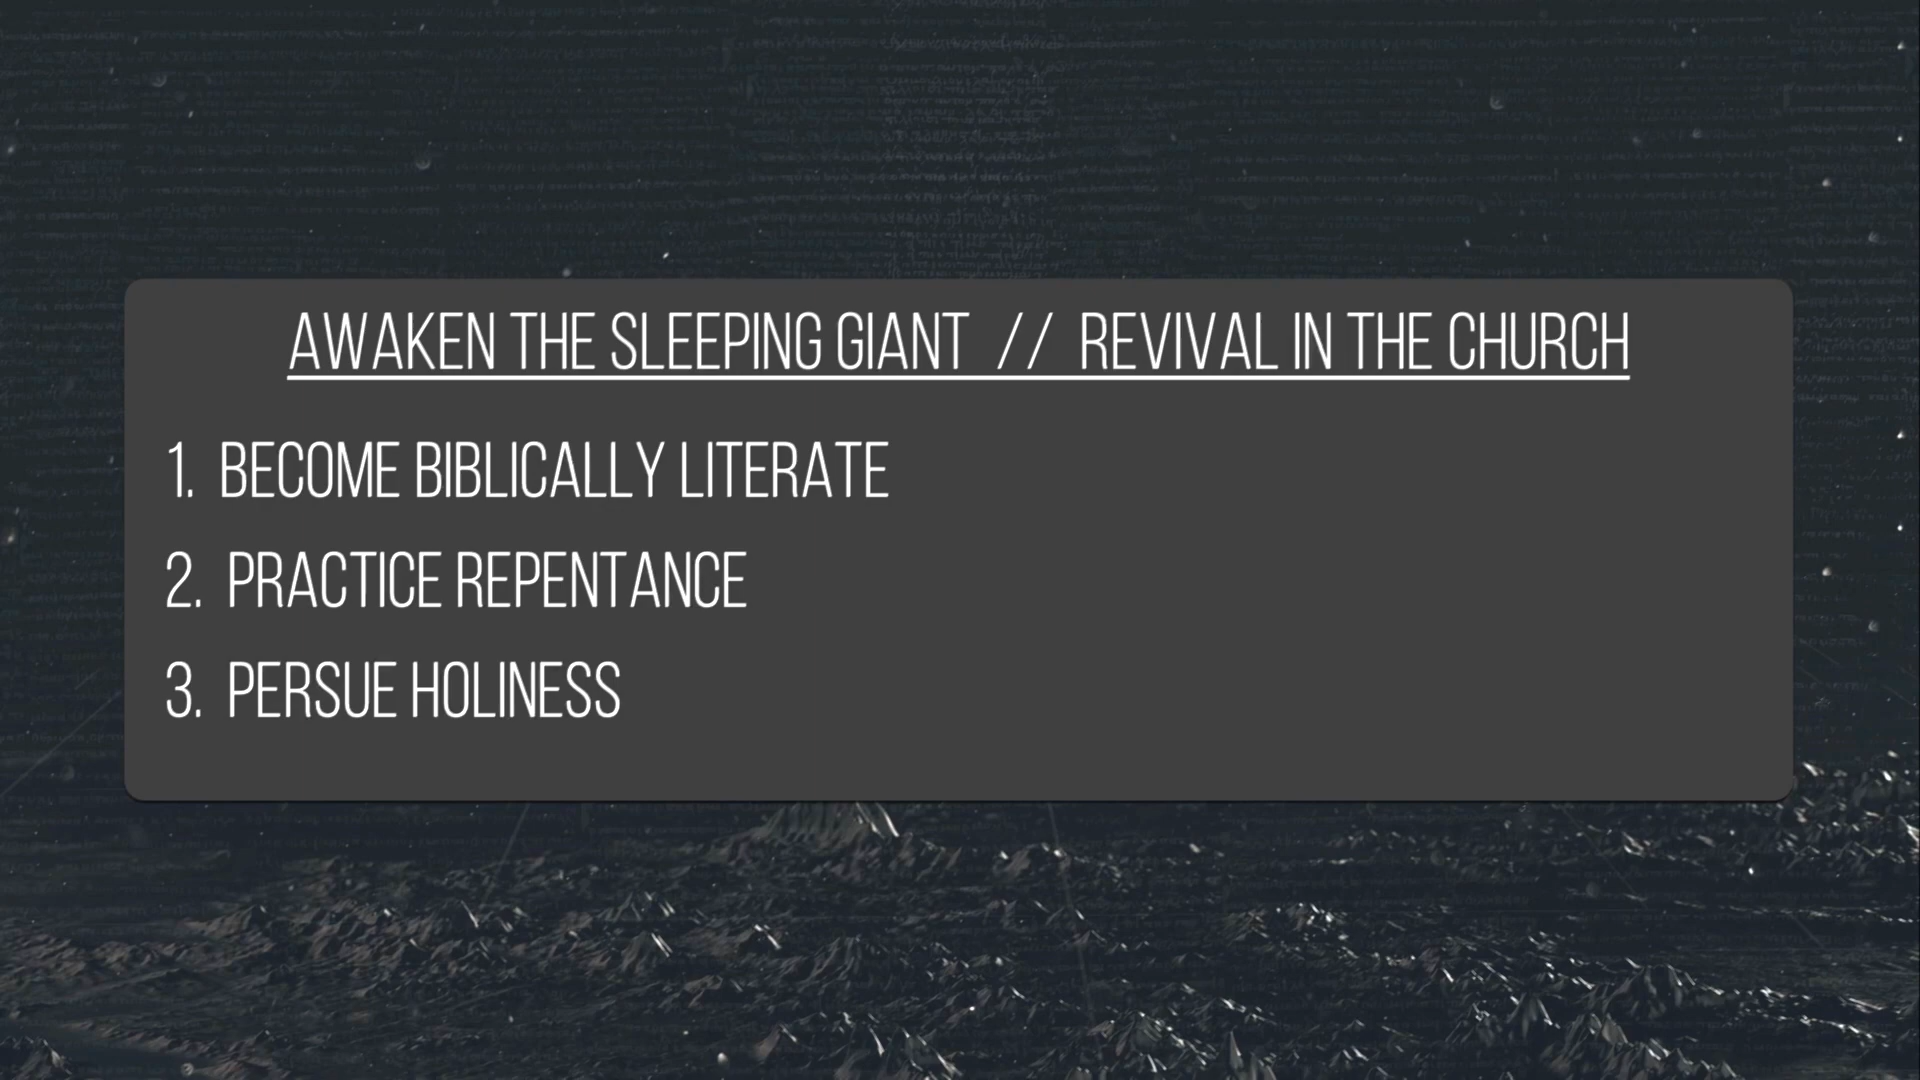 AWAKEN THE SLEEPING GIANT // REVIVAL IN THE CHURCH
1. BECOME BIBLICALLY LITERATE
2. PRACTICE REPENTANCE
3. PERSUE HOLINESS